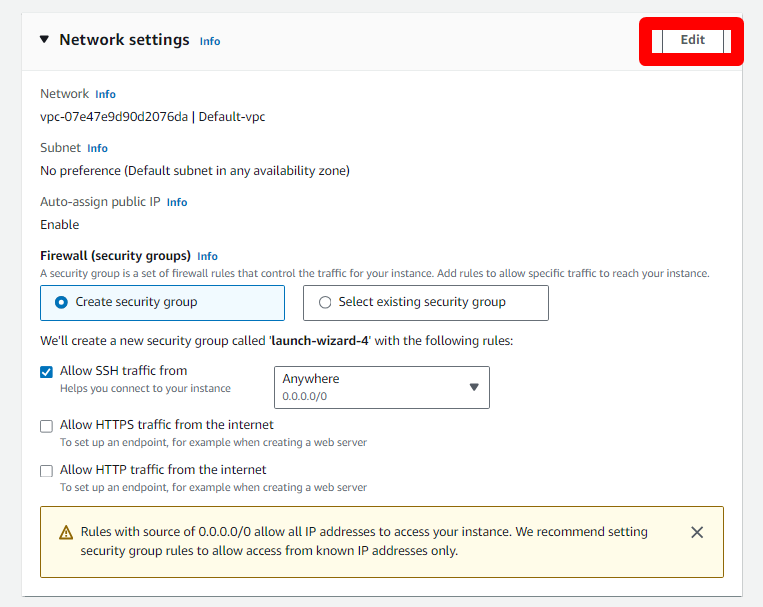 Network settings Info
Edit
Network Info
vpc-07e47e9d90d2076da | Default-vpc
Subnet Info
No preference (Default subnet in any availability zone)
Auto-assign public IP Info
Enable
Firewall (security groups) Info
A security group is a set of firewall rules that control the traffic for your instance. Add rules to allow specific traffic to reach your instance.
Create security group
Select existing security group
We'll create a new security group called 'launch-wizard-4' with the following rules:
Allow SSH traffic from
Helps you connect to your instance
Anywhere
0.0.0.0/0
Allow HTTPS traffic from the internet
To set up an endpoint, for example when creating a web server
Allow HTTP traffic from the internet
To set up an endpoint, for example when creating a web server
Rules with source of 0.0.0.0/0 allow all IP addresses to access your instance. We recommend setting
security group rules to allow access from known IP addresses only.